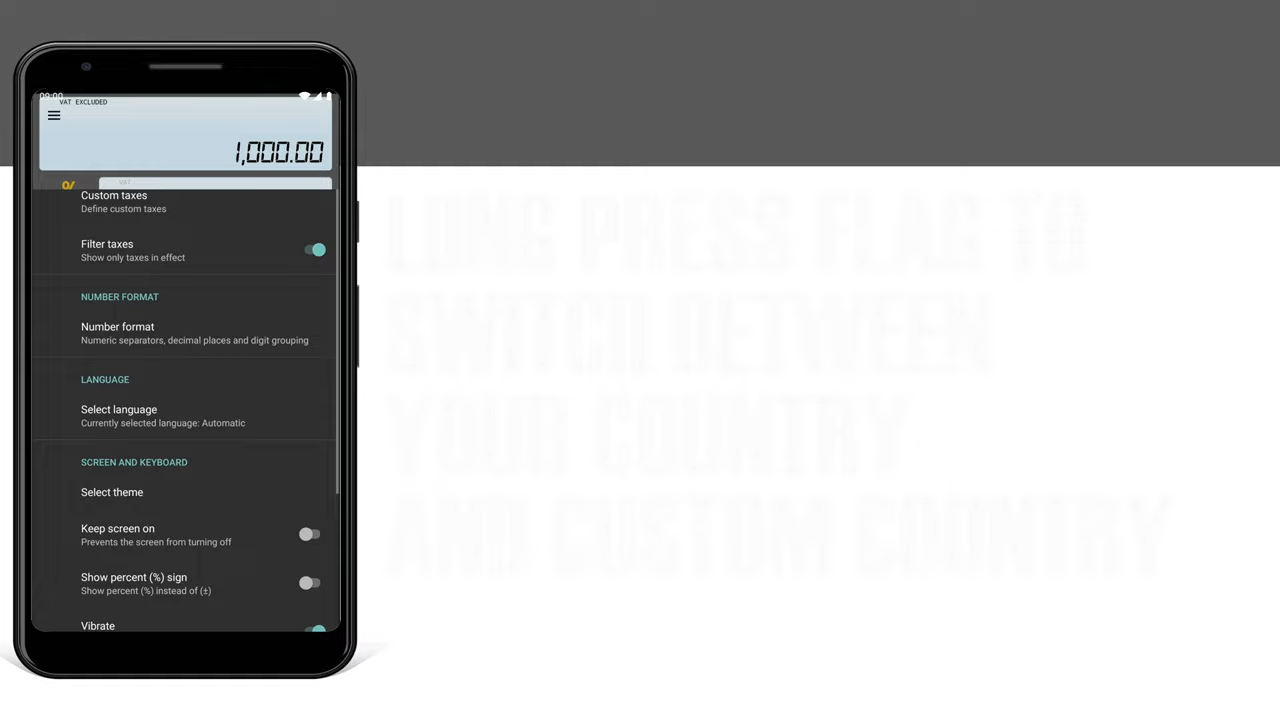 09:00
VAT EXCLUDED
1,000.00
%
VAT
Custom taxes
Define custom taxes
Filter taxes
Show only taxes in effect
NUMBER FORMAT
Number format
Numeric separators, decimal places and digit grouping
LANGUAGE
Select language
Currently selected language: Automatic
SCREEN AND KEYBOARD
Select theme
Keep screen on
Prevents the screen from turning off
Show percent (%) sign
Show percent (%) instead of (±)
Vibrate
LONG PRESS FLAG TO
SWITCH BETWEEN
YOUR COUNTRY
AND CUSTOM COUNTRY